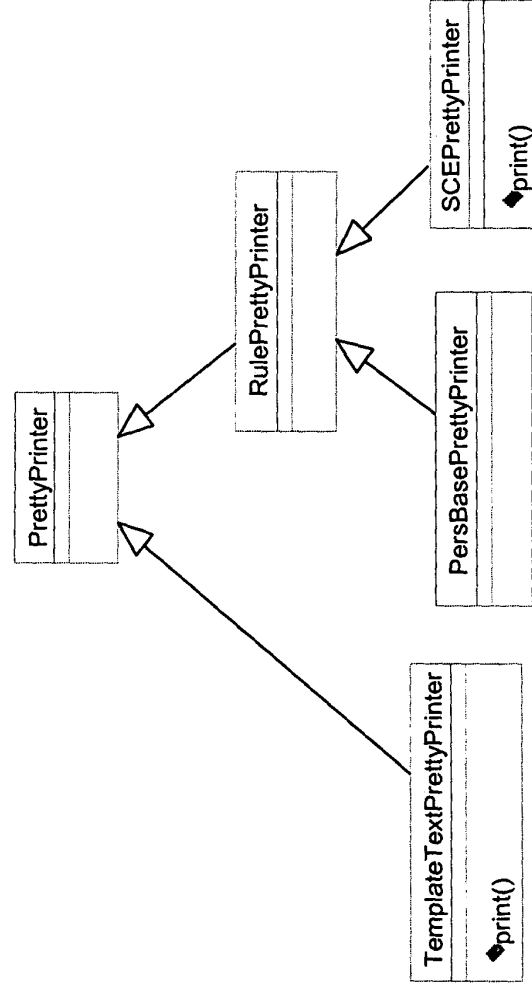 PrettyPrinter
RulePrettyPrinter
TemplateTextPrettyPrinter
print()
PersBasePrettyPrinter
SCEPrettyPrinter
print()